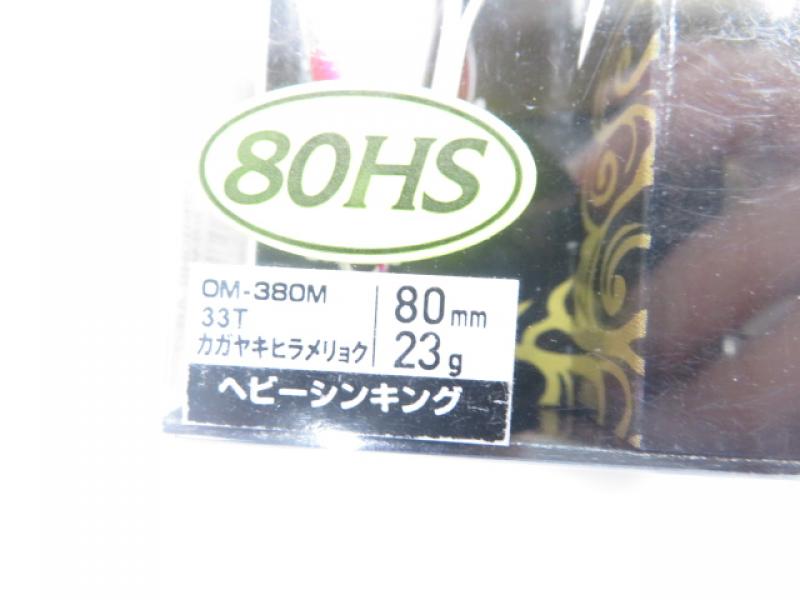 80HS
OM-380M
33T
カガヤキヒラメリョク
80mm
23g
ヘビーシンキング